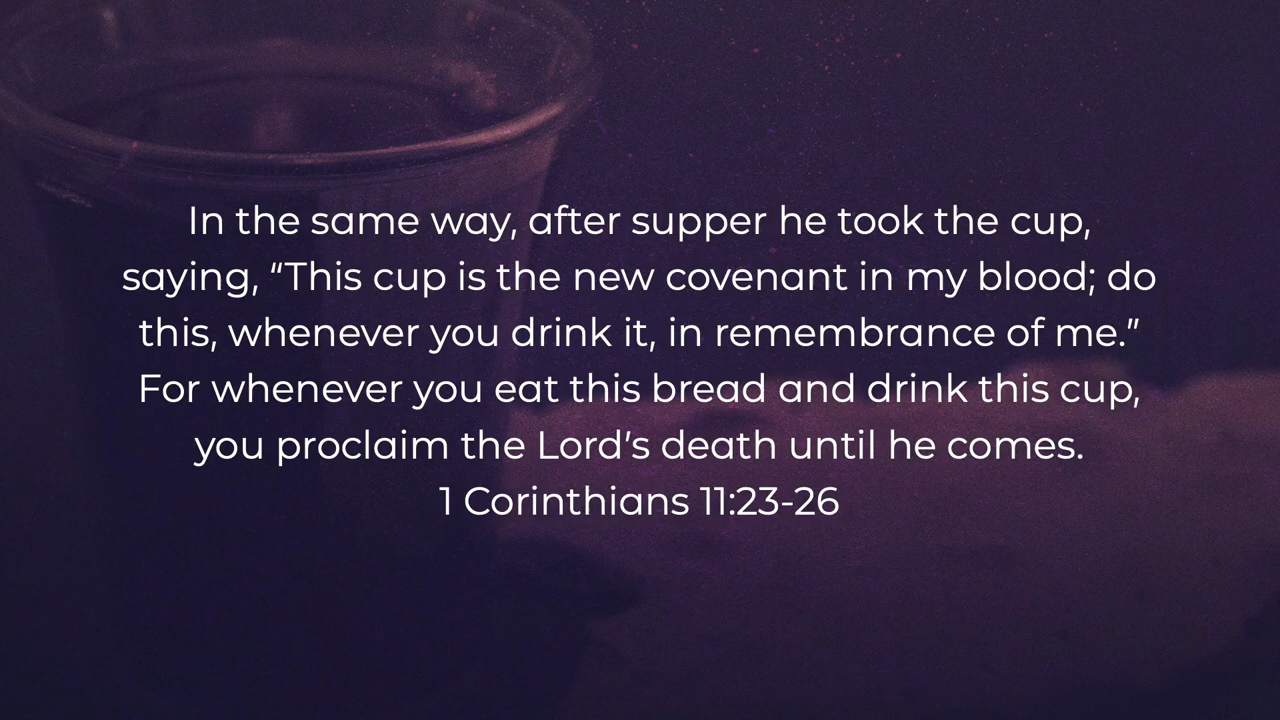 In the same way, after supper he took the cup,
saying, “This cup is the new covenant in my blood; do
this, whenever you drink it, in remembrance of me.”
For whenever you eat this bread and drink this cup,
you proclaim the Lord’s death until he comes.
1 Corinthians 11:23-26